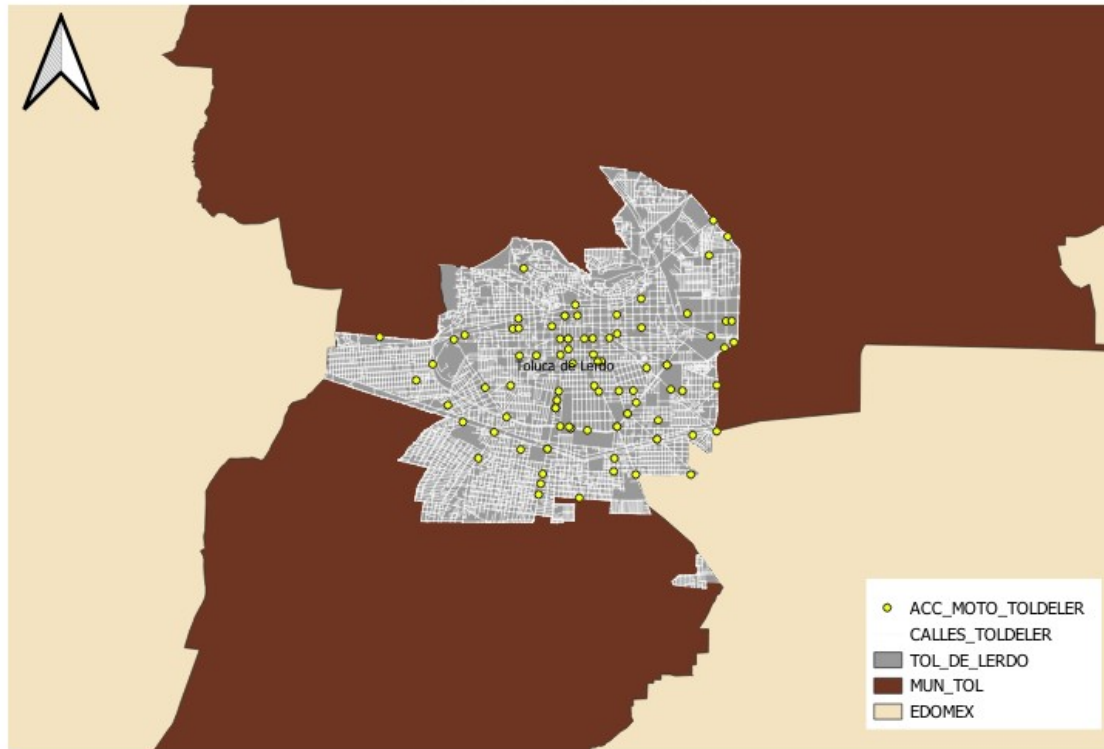 Toluca de Lerdo
ACC_MOTO_TOLDELER
CALLES_TOLDELER
TOL_DE_LERDO
MUN_TOL
EDOMEX